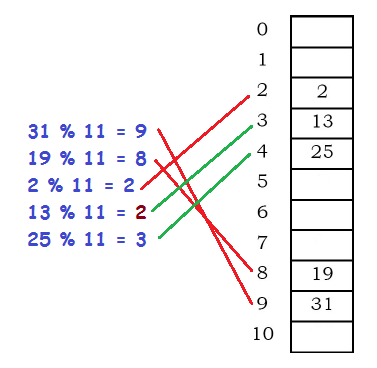 0
1
2 2
3 13
31 % 11 = 9
4 25
19 % 11 = 8
2 % 11 = 2
5
13 % 11 = 2
6
25 % 11 = 3
7
8 19
9 31
10